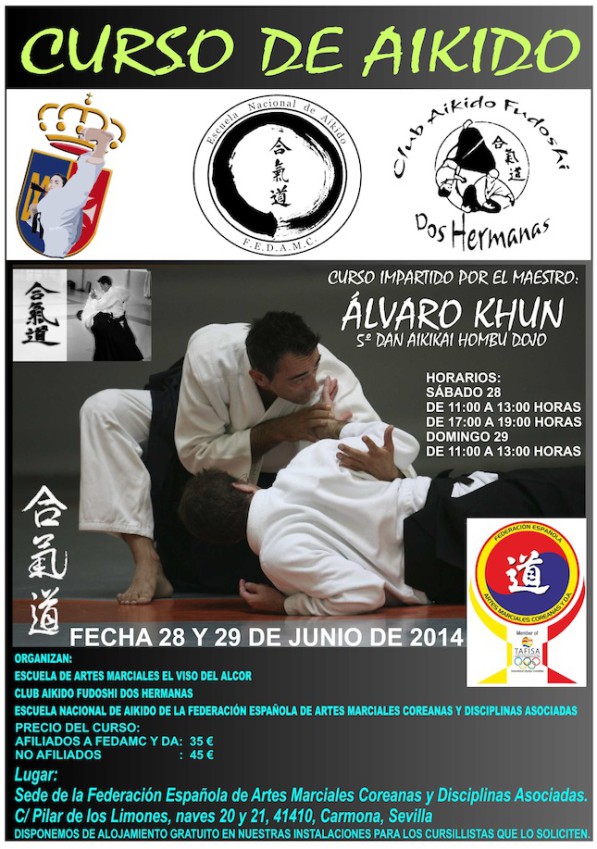 CURSO DE AIKIDO
Escuela Nacional de Aikido
合氣道
F.E.D.A.M.C.
Club Aikido Fudoshi
合氣道
Dos Hermanas
合氣道
CURSO IMPARTIDO POR EL MAESTRO:
ÁLVARO KHUN
5º DAN AIKIKAI HOMBU DOJO
HORARIOS:
SÁBADO 28
DE 11:00 A 13:00 HORAS
DE 17:00 A 19:00 HORAS
DOMINGO 29
DE 11:00 A 13:00 HORAS
合氣道
FEDERACIÓN ESPAÑOLA
道
ARTES MARCIALES COREANAS Y D.A.
Member of
TAFISA
FECHA 28 Y 29 DE JUNIO DE 2014
ORGANIZAN:
ESCUELA DE ARTES MARCIALES EL VISO DEL ALCOR
CLUB AIKIDO FUDOSHI DOS HERMANAS
ESCUELA NACIONAL DE AIKIDO DE LA FEDERACIÓN ESPAÑOLA DE ARTES MARCIALES COREANAS Y DISCIPLINAS ASOCIADAS
PRECIO DEL CURSO:
AFILIADOS A FEDAMC Y DA: 35 €
NO AFILIADOS : 45 €
Lugar:
Sede de la Federación Española de Artes Marciales Coreanas y Disciplinas Asociadas.
C/ Pilar de los Limones, naves 20 y 21, 41410, Carmona, Sevilla
DISPONEMOS DE ALOJAMIENTO GRATUITO EN NUESTRAS INSTALACIONES PARA LOS CURSILLISTAS QUE LO SOLICITEN.